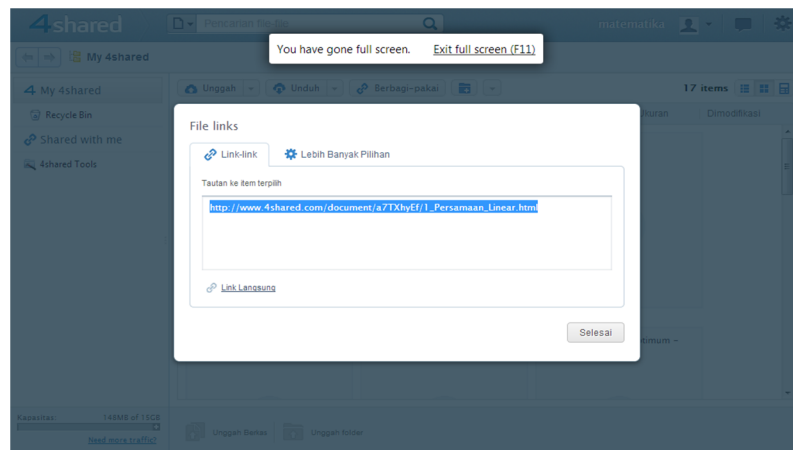 4shared
Pencarian file-file
matematika
You have gone full screen. Exit full screen (F11)
My 4shared
4 My 4shared
Unggah
Unduh
Berbagi-pakai
17 items
Recycle Bin
Dimodifikasi
Shared with me
4shared Tools
File links
Link-link
Lebih Banyak Pilihan
Tautan ke item terpilih
http://www.4shared.com/document/a7TXhyEf/1_Persamaan_Linear.html
Link Langsung
Selesai
Kapasitas: 148MB of 15GB
Need more traffic?
Unggah Berkas
Unggah folder